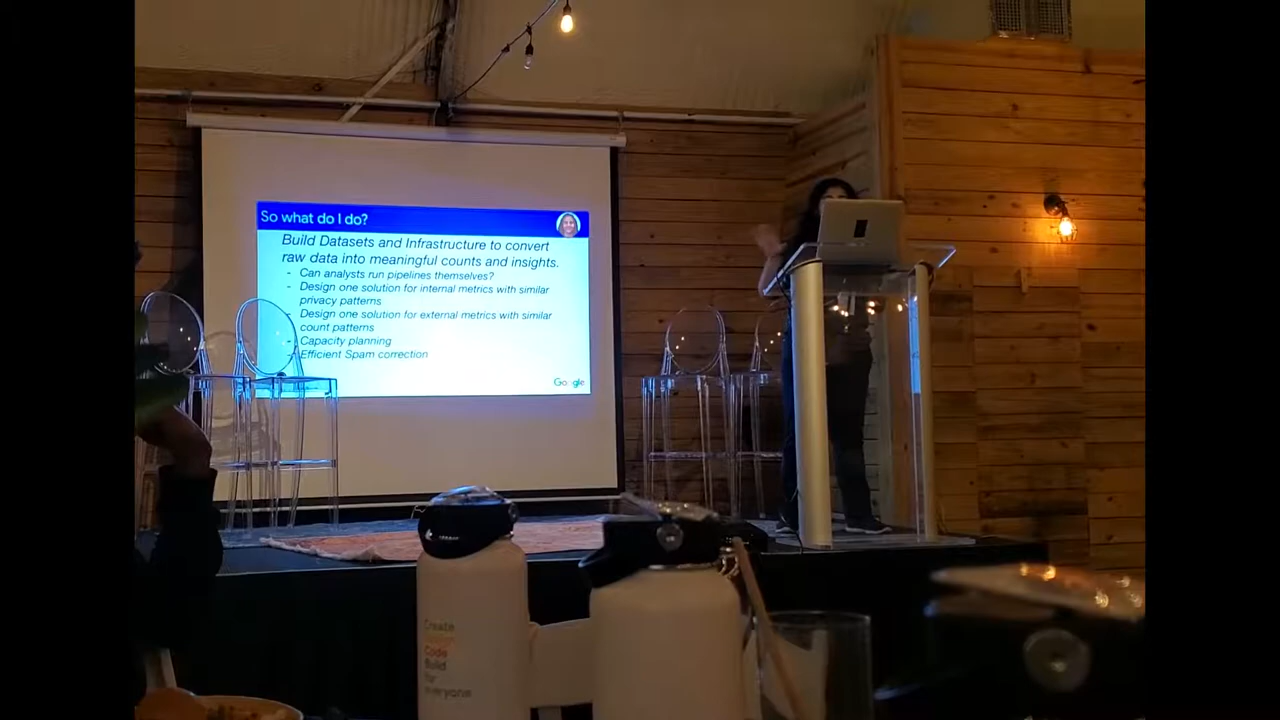 So what do I do?
Build Datasets and Infrastructure to convert
raw data into meaningful counts and insights.
- Can analysts run pipelines themselves?
- Design one solution for internal metrics with similar
privacy patterns
- Design one solution for external metrics with similar
count patterns
- Capacity planning
- Efficient Spam correction
Google
Create
Design
Code
Build
for
everyone